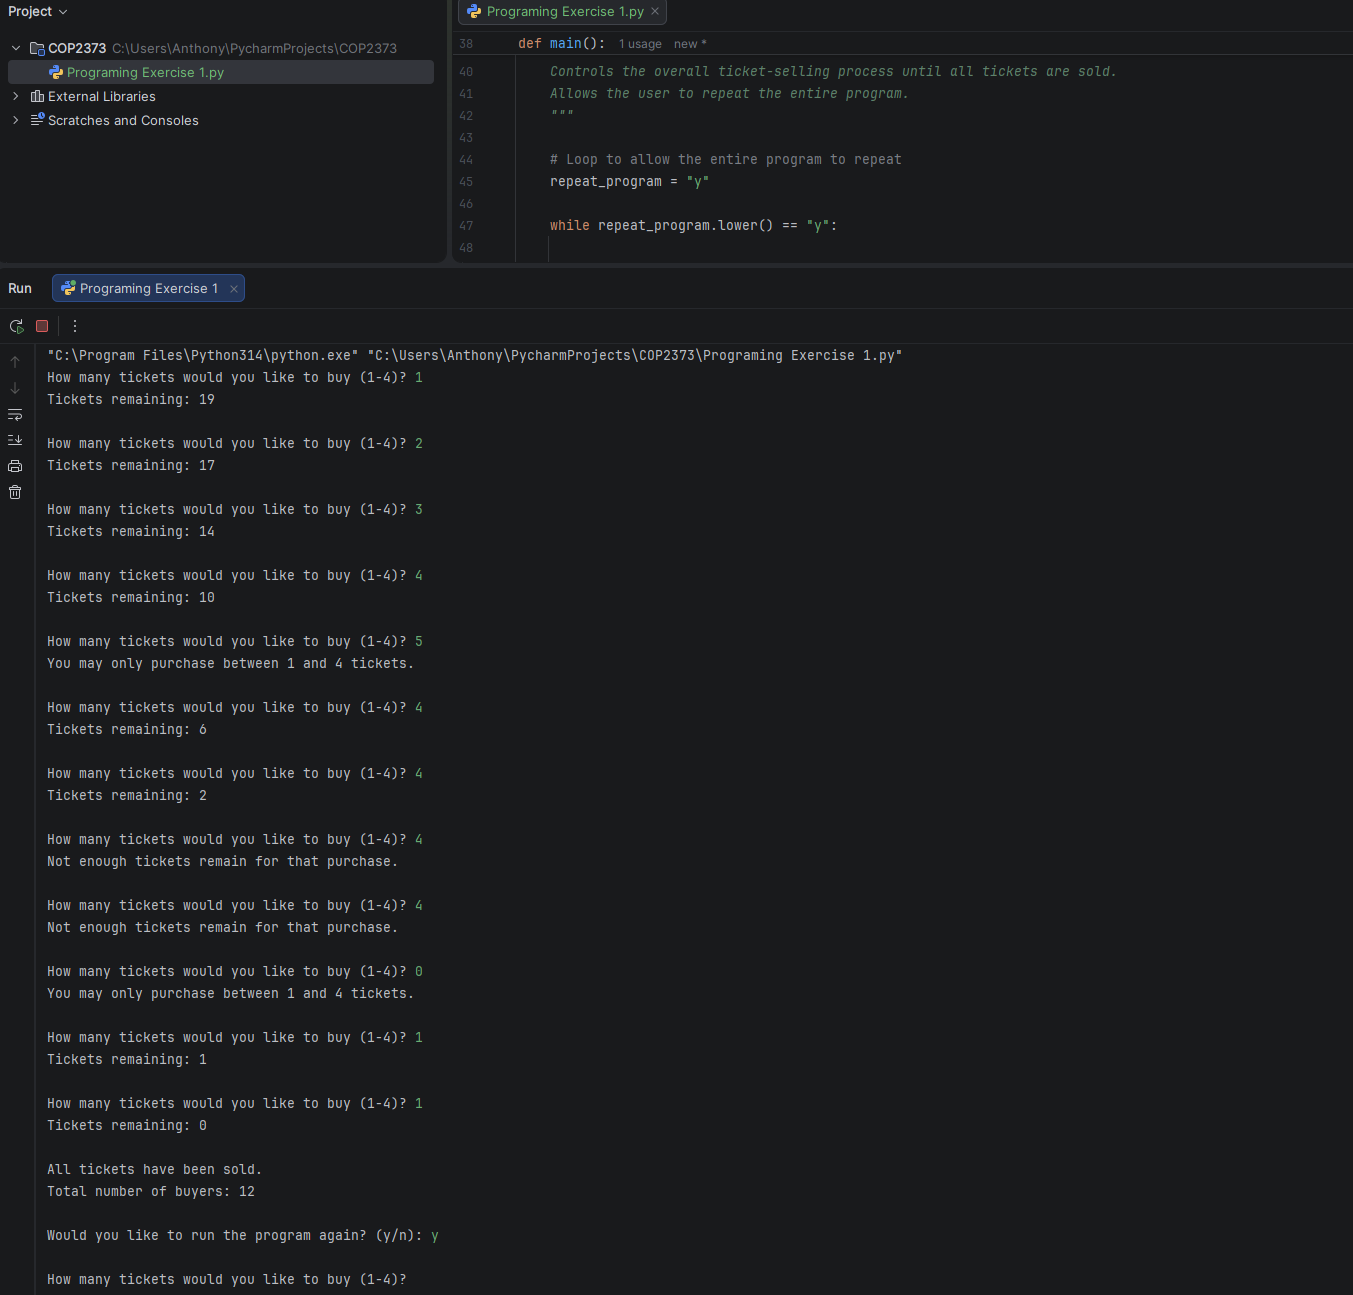 Project
COP2373 C:\Users\Anthony\PycharmProjects\COP2373
Programing Exercise 1.py
External Libraries
Scratches and Consoles
Programing Exercise 1.py
38 def main(): 1 usage new *
40 Controls the overall ticket-selling process until all tickets are sold.
41 Allows the user to repeat the entire program.
42 """
43
44 # Loop to allow the entire program to repeat
45 repeat_program = "y"
46
47 while repeat_program.lower() == "y":
48
Run Programing Exercise 1
"C:\Program Files\Python314\python.exe" "C:\Users\Anthony\PycharmProjects\COP2373\Programing Exercise 1.py"
How many tickets would you like to buy (1-4)? 1
Tickets remaining: 19
How many tickets would you like to buy (1-4)? 2
Tickets remaining: 17
How many tickets would you like to buy (1-4)? 3
Tickets remaining: 14
How many tickets would you like to buy (1-4)? 4
Tickets remaining: 10
How many tickets would you like to buy (1-4)? 5
You may only purchase between 1 and 4 tickets.
How many tickets would you like to buy (1-4)? 4
Tickets remaining: 6
How many tickets would you like to buy (1-4)? 4
Tickets remaining: 2
How many tickets would you like to buy (1-4)? 4
Not enough tickets remain for that purchase.
How many tickets would you like to buy (1-4)? 4
Not enough tickets remain for that purchase.
How many tickets would you like to buy (1-4)? 0
You may only purchase between 1 and 4 tickets.
How many tickets would you like to buy (1-4)? 1
Tickets remaining: 1
How many tickets would you like to buy (1-4)? 1
Tickets remaining: 0
All tickets have been sold.
Total number of buyers: 12
Would you like to run the program again? (y/n): y
How many tickets would you like to buy (1-4)?